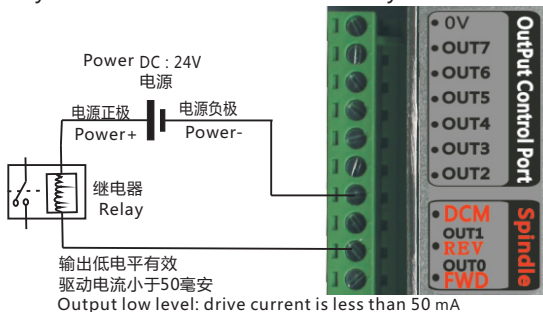 Power DC : 24V
电源
电源正极
Power+
电源负极
Power-
继电器
Relay
输出低电平有效
驱动电流小于50毫安
Output low level: drive current is less than 50 mA
0V
OUT7
OUT6
OUT5
OUT4
OUT3
OUT2
OutPut Control Port
DCM
OUT1
REV
OUT0
FWD
Spindle